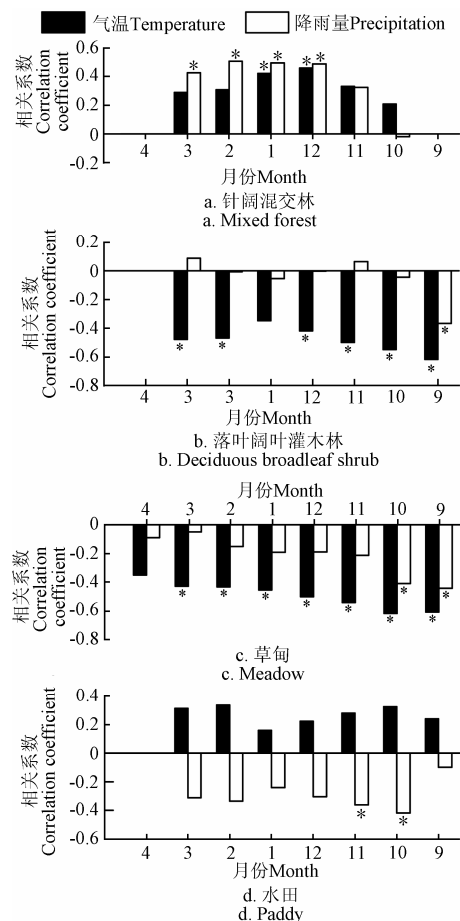 气温Temperature 降雨量Precipitation
相关系数
Correlation
coefficient
0.6
0.4
0.2
0
-0.2
* * * * * *
4 3 2 1 12 11 10 9
月份Month
a. 针阔混交林
a. Mixed forest
相关系数
Correlation coefficient
0.2
0
-0.2
-0.4
-0.6
-0.8
* * * * * * *
4 3 3 1 12 11 10 9
月份Month
b. 落叶阔叶灌木林
b. Deciduous broadleaf shrub
月份Month
4 3 2 1 12 11 10 9
相关系数
Correlation
coefficient
0
-0.2
-0.4
-0.6
-0.8
* * * * * * * * *
c. 草甸
c. Meadow
相关系数
Correlation coefficient
0.4
0.2
0
-0.2
-0.4
-0.6
* *
4 3 2 1 12 11 10 9
月份Month
d. 水田
d. Paddy